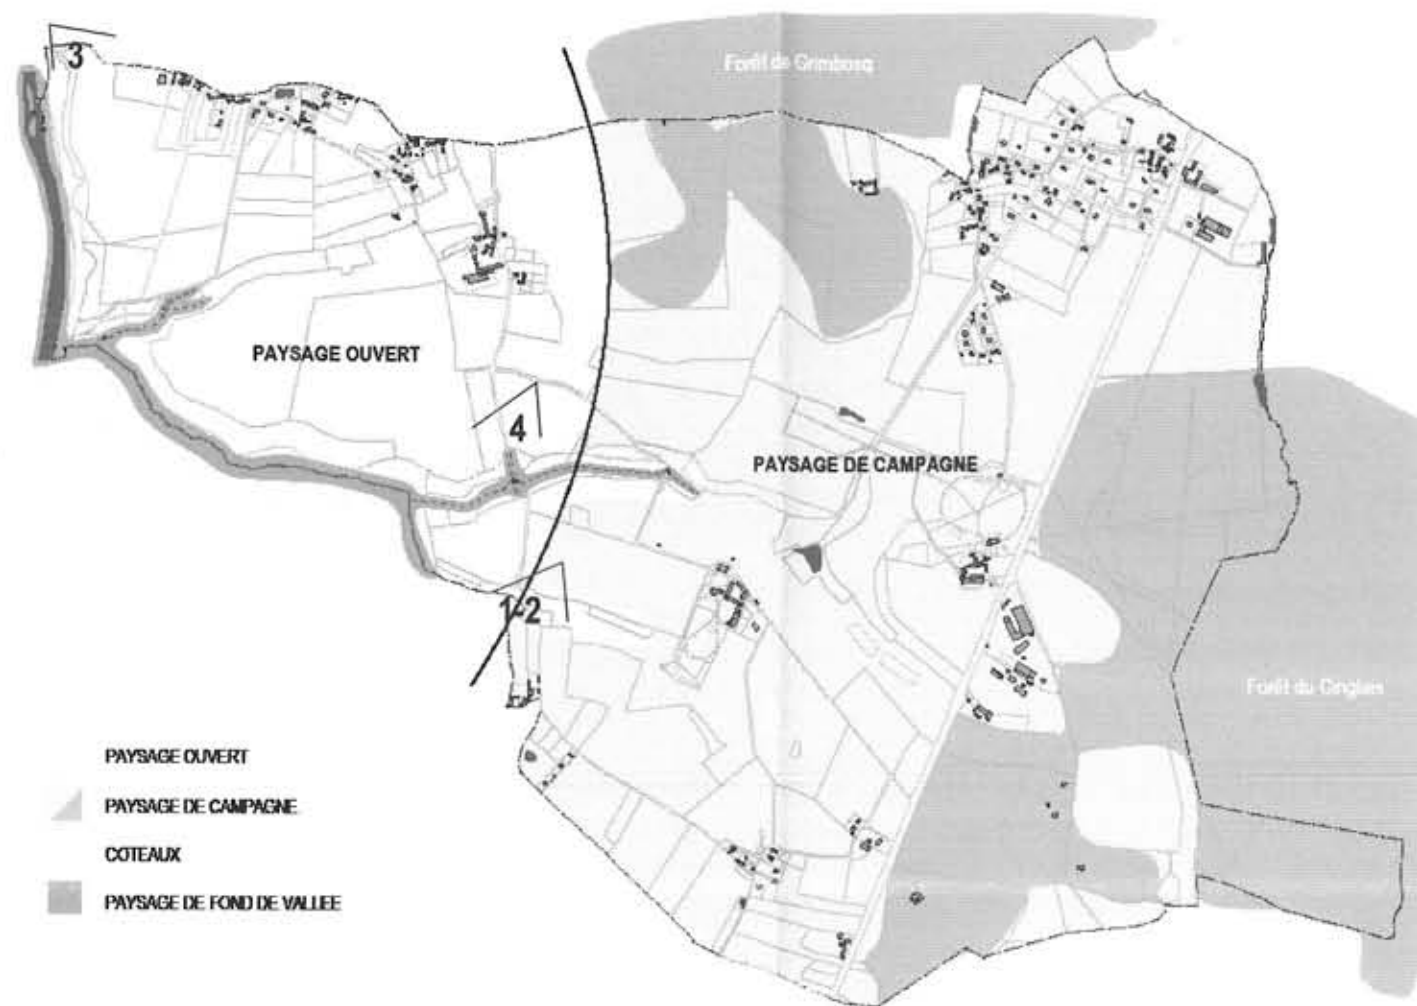 3
Forêt de Grimbosq
PAYSAGE OUVERT
4
PAYSAGE DE CAMPAGNE
1-2
Forêt du Cinglais
PAYSAGE OUVERT
PAYSAGE DE CAMPAGNE
COTEAUX
PAYSAGE DE FOND DE VALLEE